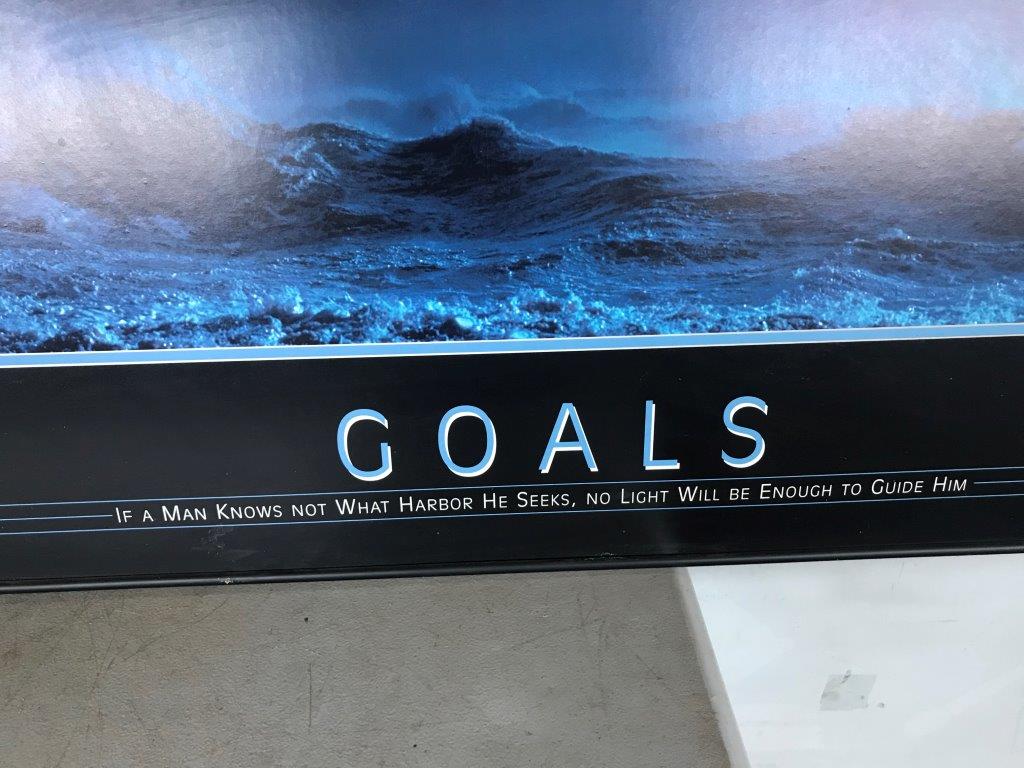 GOALS
If a Man Knows not What Harbor He Seeks, no Light Will be Enough to Guide Him